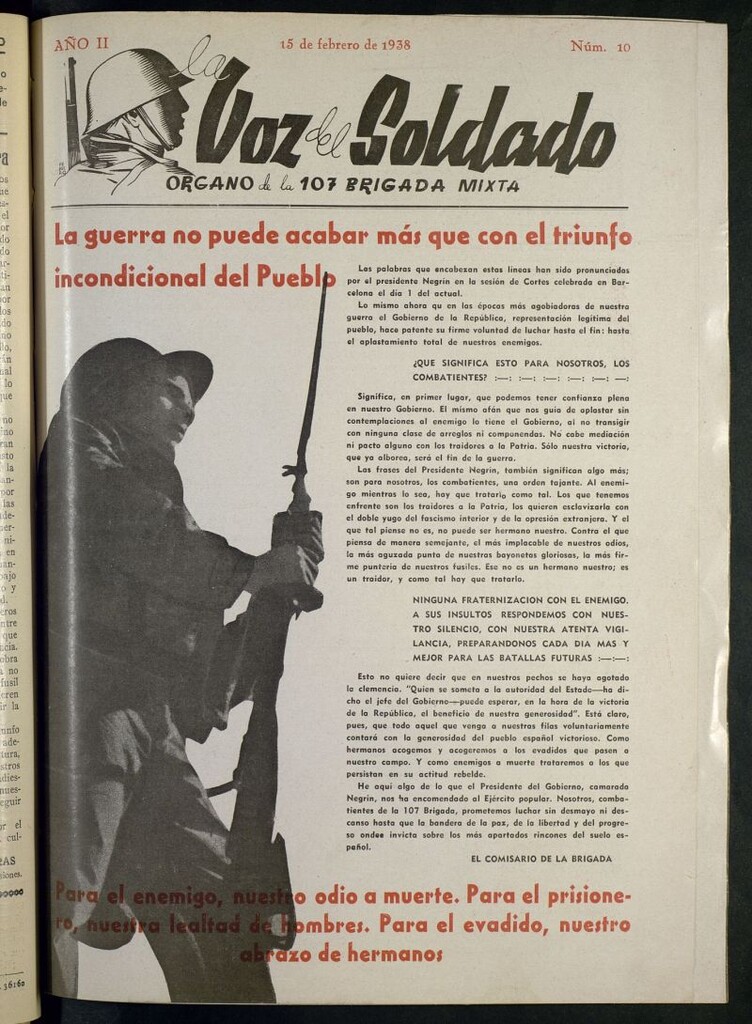 AÑO II
15 de febrero de 1938
Núm. 10
la Voz del Soldado
ORGANO de la 107 BRIGADA MIXTA
La guerra no puede acabar más que con el triunfo
incondicional del Pueblo
Las palabras que encabezan estas líneas han sido pronunciadas
por el presidente Negrín en la sesión de Cortes celebrada en Bar-
celona el día 1 del actual.
Lo mismo ahora qu en las épocas más agobiadoras de nuestra
guerra el Gobierno de la República, representación legítima del
pueblo, hace patente su firme voluntad de luchar hasta el fin: hasta
el aplastamiento total de nuestros enemigos.
¿QUE SIGNIFICA ESTO PARA NOSOTROS, LOS
COMBATIENTES? :—: :—: :—: :—: :—: —:
Significa, en primer lugar, que podemos tener confianza plena
en nuestro Gobierno. El mismo afán que nos guía de aplastar sin
contemplaciones al enemigo lo tiene el Gobierno, al no transigir
con ninguna clase de arreglos ni componendas. No cabe mediación
ni pacto alguno con los traidores a la Patria. Sólo nuestra victoria,
que ya alborea, será el fin de la guerra.
Las frases del Presidente Negrín, también significan algo más;
son para nosotros, los combatientes, una orden tajante. Al enemi-
go mientras lo sea, hay que tratarle como tal. Los que tenemos
enfrente son los traidores a la Patria, los quieren esclavizarla con
el doble yugo del fascismo interior y de la opresión extranjera. Y el
que tal piense no es, no puede ser hermano nuestro. Contra el que
piensa de manera semejante, el más implacable de nuestros odios,
la más aguzada punta de nuestras bayonetas gloriosas, la más fir-
me puntería de nuestros fusiles. Ese no es un hermano nuestro; es
un traidor, y como tal hay que tratarlo.
NINGUNA FRATERNIZACION CON EL ENEMIGO.
A SUS INSULTOS RESPONDEMOS CON NUES-
TRO SILENCIO, CON NUESTRA ATENTA VIGI-
LANCIA, PREPARANDONOS CADA DIA MAS Y
MEJOR PARA LAS BATALLAS FUTURAS :—:—:
Esto no quiere decir que en nuestros pechos se haya agotado
la clemencia. "Quien se someta a la autoridad del Estado—ha di-
cho el jefe del Gobierno—puede esperar, en la hora de la victoria
de la República, el beneficio de nuestra generosidad". Está claro,
pues, que todo aquel que venga a nuestras filas voluntariamente
contará con la generosidad del pueblo español victorioso. Como
hermanos acogemos y acogeremos a los evadidos que pasen a
nuestro campo. Y como enemigos a muerte trataremos a los que
persistan en su actitud rebelde.
He aquí algo de lo que el Presidente del Gobierno, camarada
Negrín, nos ha encomendado al Ejército popular. Nosotros, comba-
tientes de la 107 Brigada, prometemos luchar sin desmayo ni des-
canso hasta que la bandera de la paz, de la libertad y del progre-
so ondee invicta sobre los más apartados rincones del suelo es-
pañol.
EL COMISARIO DE LA BRIGADA
Para el enemigo, nuestro odio a muerte. Para el prisione-
ro, nuestra lealtad de hombres. Para el evadido, nuestro
abrazo de hermanos